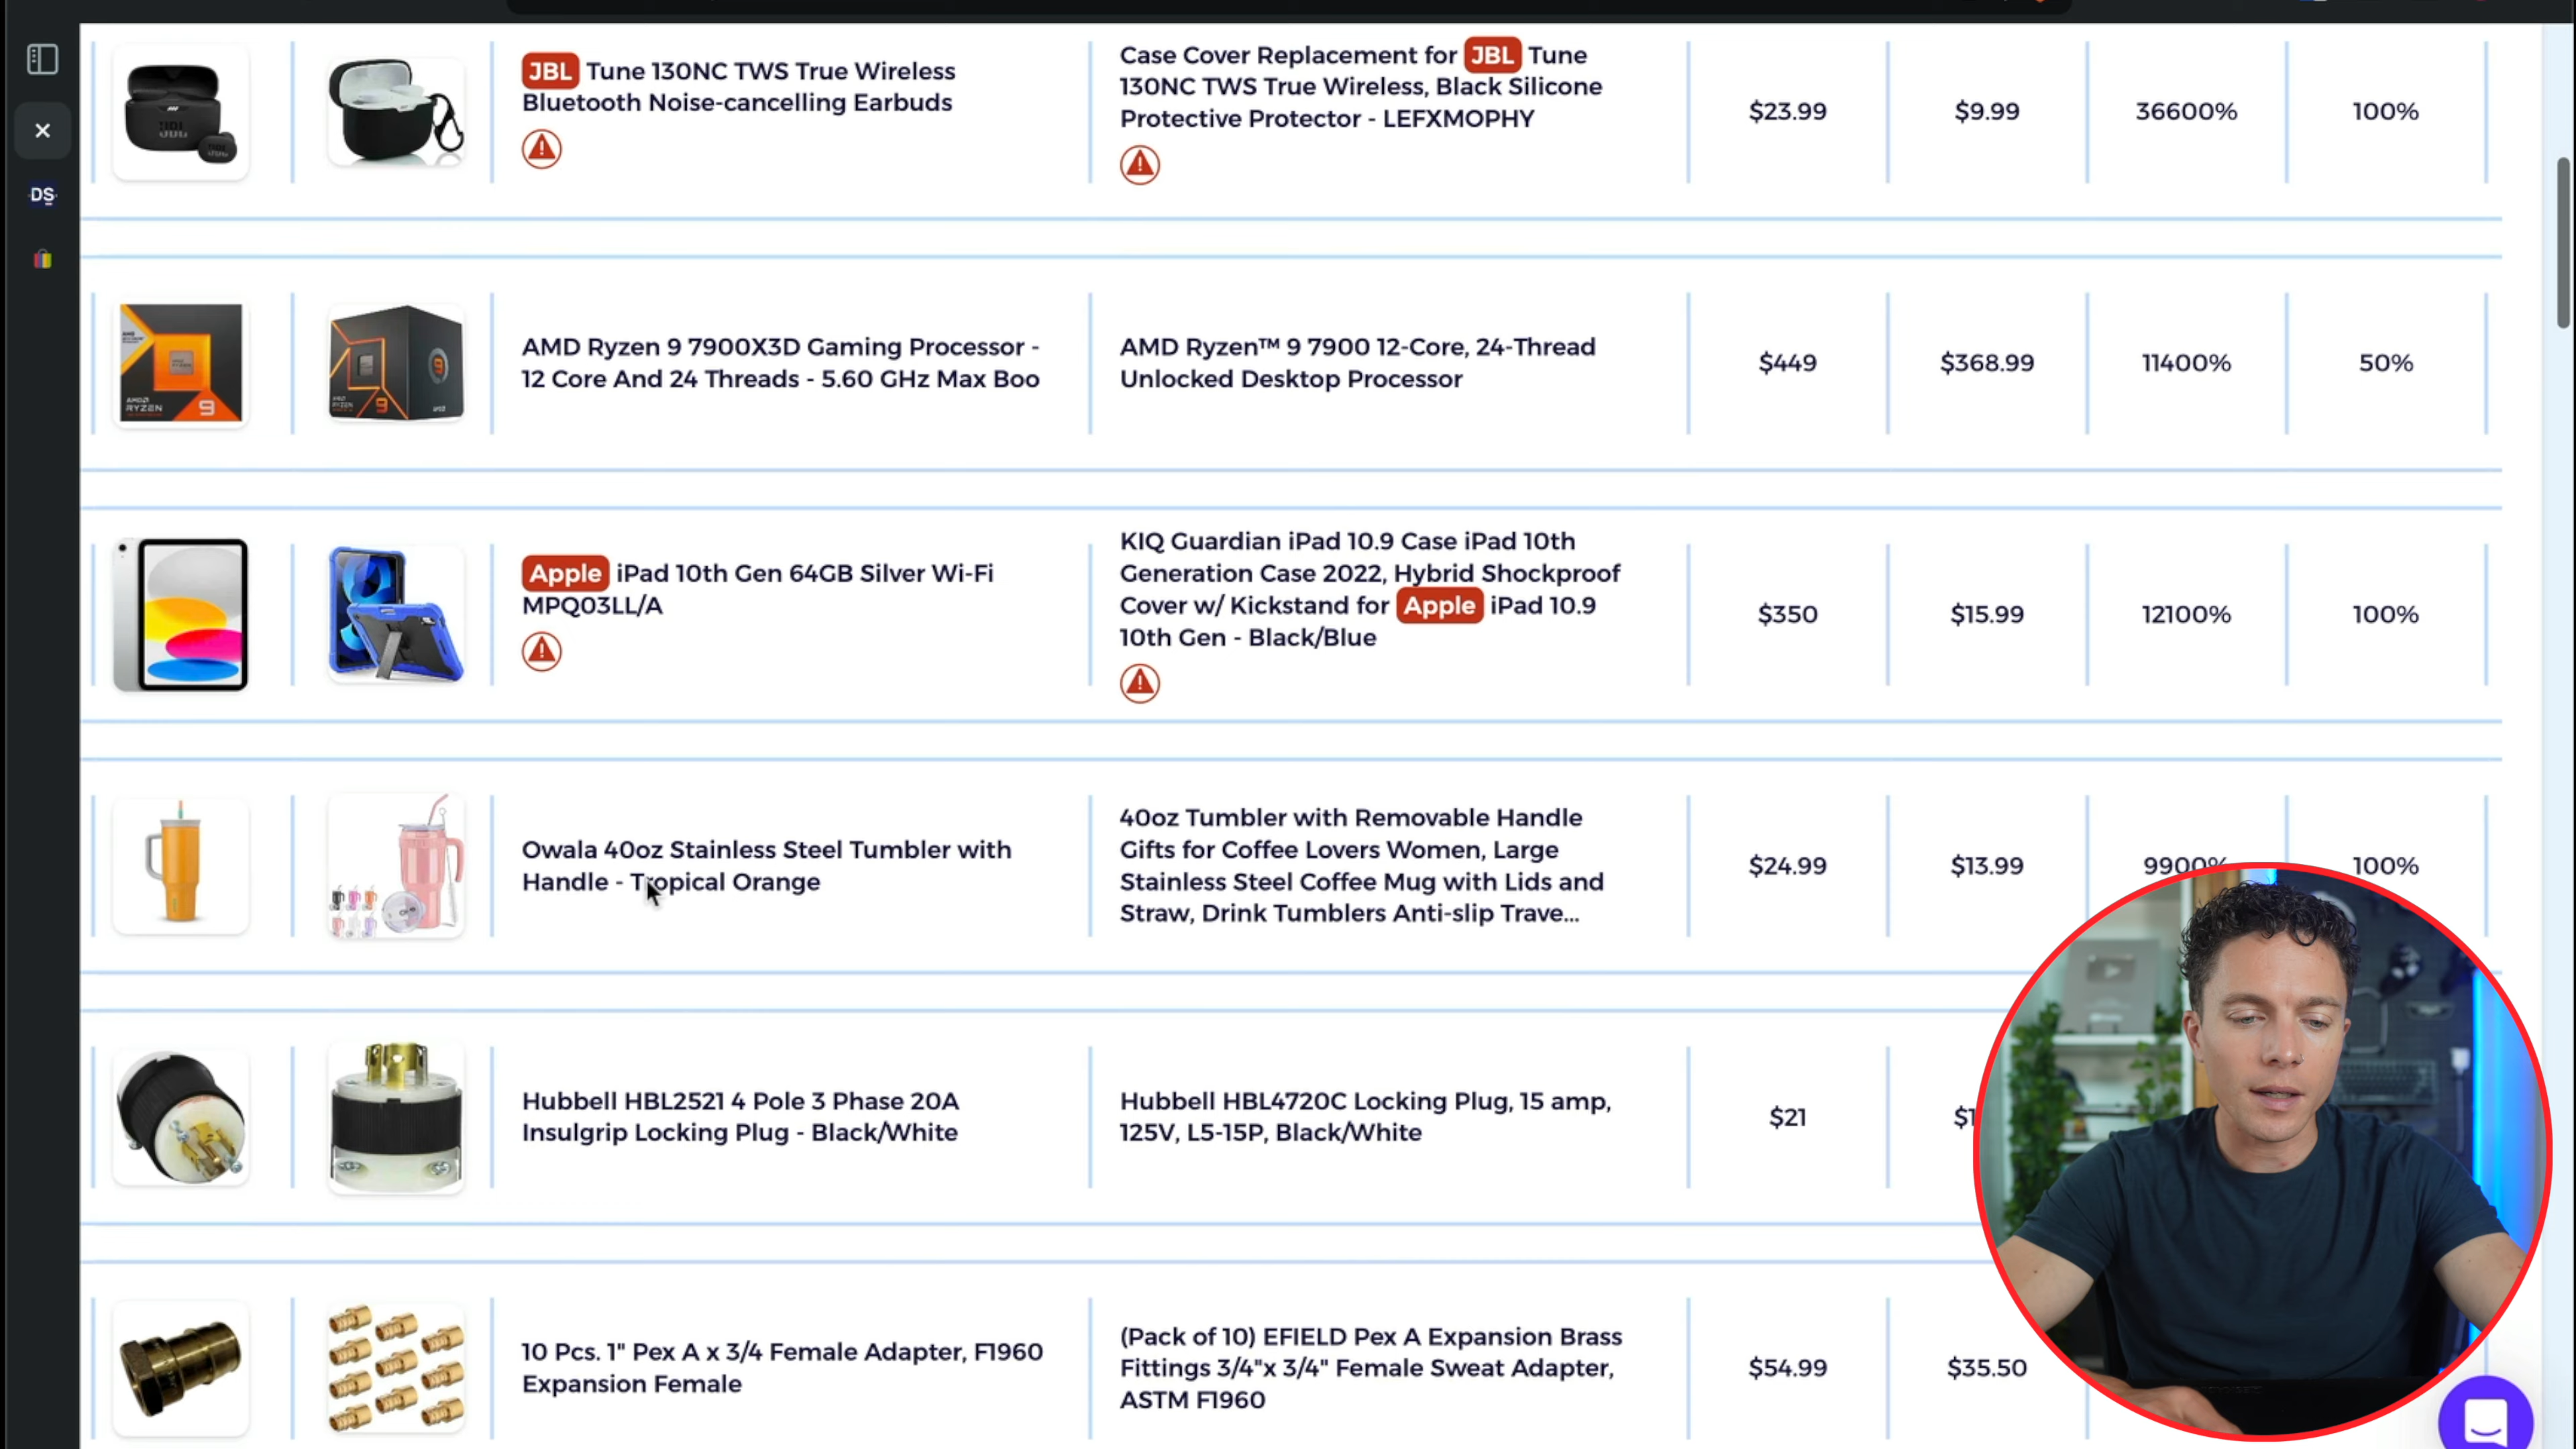 JBL Tune 130NC TWS True Wireless
Bluetooth Noise-cancelling Earbuds
Case Cover Replacement for JBL Tune
130NC TWS True Wireless, Black Silicone
Protective Protector - LEFXMOPHY
$23.99
$9.99
36600%
100%
DS
AMD Ryzen 9 7900X3D Gaming Processor -
12 Core And 24 Threads - 5.60 GHz Max Boo
AMD Ryzen™ 9 7900 12-Core, 24-Thread
Unlocked Desktop Processor
$449
$368.99
11400%
50%
RYZEN
9
Apple iPad 10th Gen 64GB Silver Wi-Fi
MPQ03LL/A
KIQ Guardian iPad 10.9 Case iPad 10th
Generation Case 2022, Hybrid Shockproof
Cover w/ Kickstand for Apple iPad 10.9
10th Gen - Black/Blue
$350
$15.99
12100%
100%
Owala 40oz Stainless Steel Tumbler with
Handle - Tropical Orange
40oz Tumbler with Removable Handle
Gifts for Coffee Lovers Women, Large
Stainless Steel Coffee Mug with Lids and
Straw, Drink Tumblers Anti-slip Trave...
$24.99
$13.99
9900%
100%
Hubbell HBL2521 4 Pole 3 Phase 20A
Insulgrip Locking Plug - Black/White
Hubbell HBL4720C Locking Plug, 15 amp,
125V, L5-15P, Black/White
$21
10 Pcs. 1" Pex A x 3/4 Female Adapter, F1960
Expansion Female
(Pack of 10) EFIELD Pex A Expansion Brass
Fittings 3/4"x 3/4" Female Sweat Adapter,
ASTM F1960
$54.99
$35.50